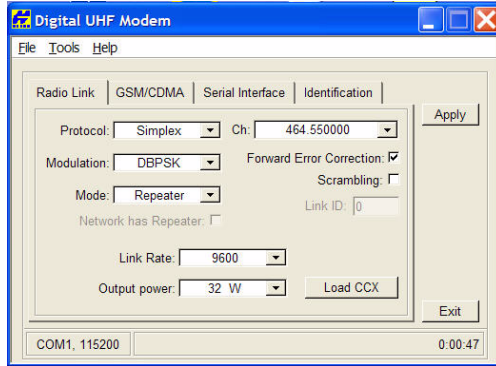 Digital UHF Modem
File Tools Help
Radio Link GSM/CDMA Serial Interface Identification
Apply
Protocol: Simplex Ch: 464.550000
Modulation: DBPSK Forward Error Correction:
Scrambling:
Mode: Repeater
Link ID: 0
Network has Repeater:
Link Rate: 9600
Output power: 32 W Load CCX
Exit
COM1, 115200 0:00:47